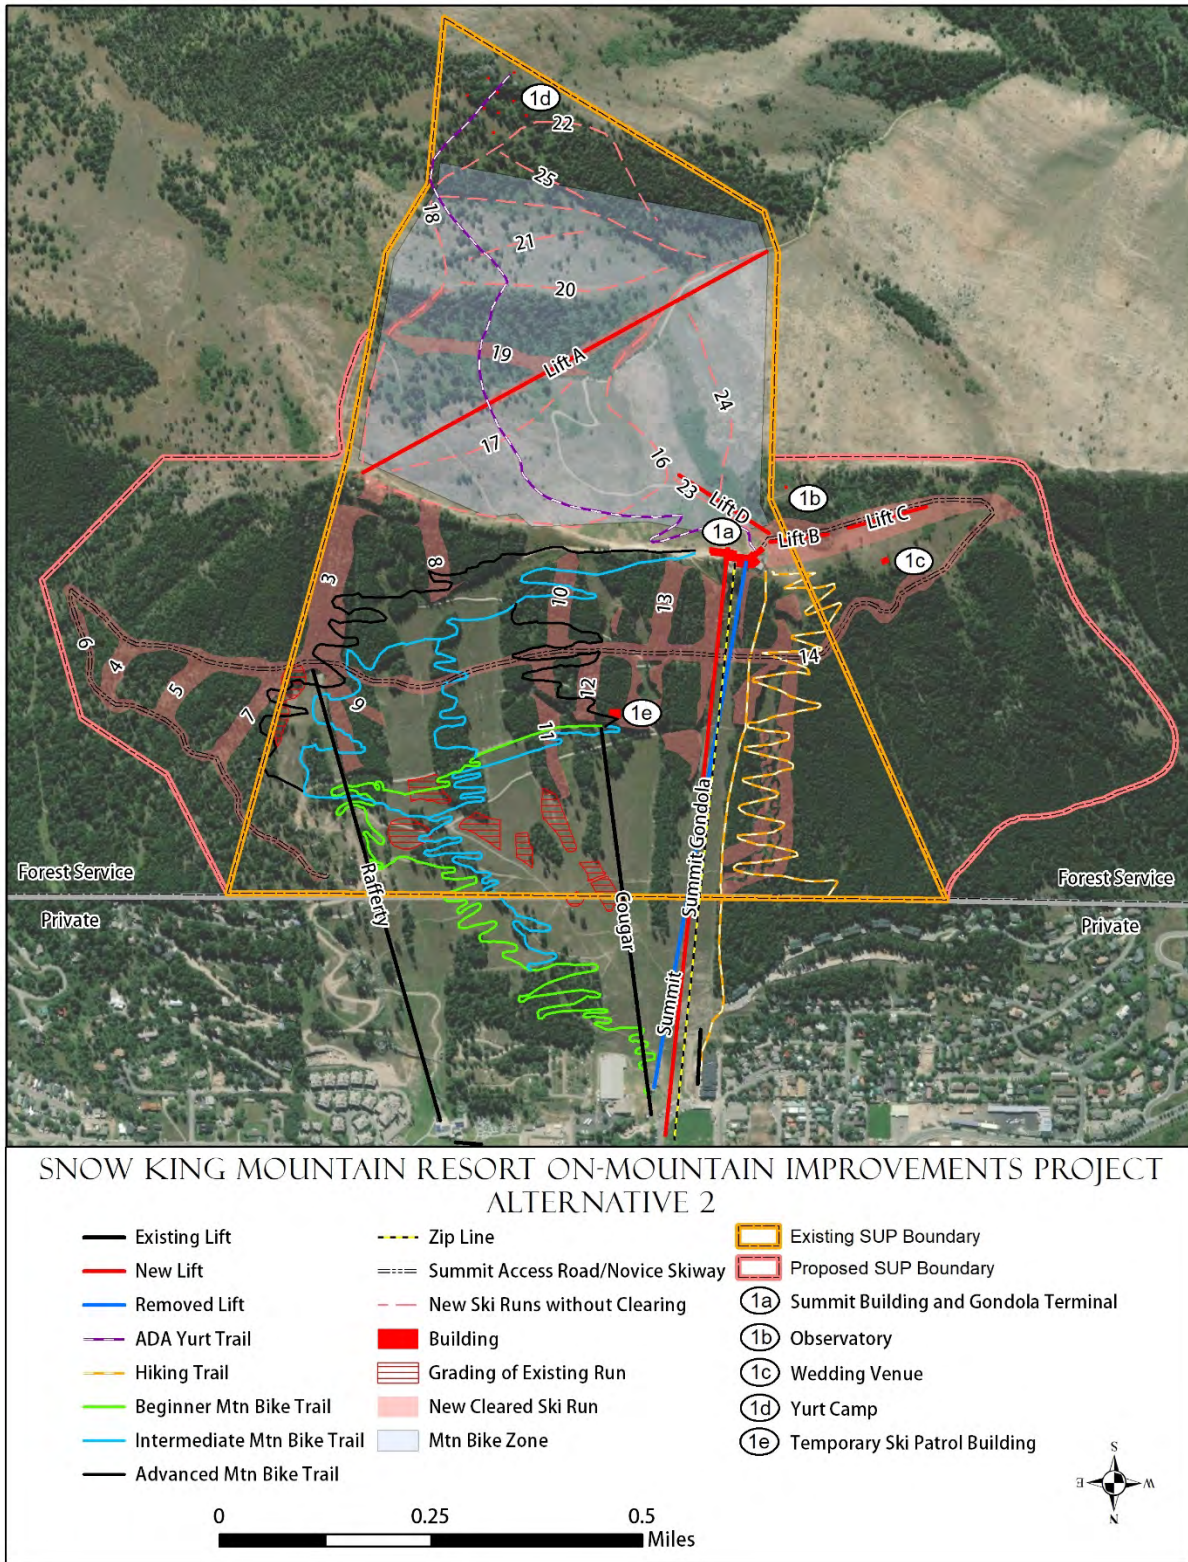 1d
22
25
18
21
20
19
Lift A
24
17
16
23
Lift D
1b
1a
Lift B
Lift C
1c
3
8
10
13
14
6
4
5
7
9
12
1e
11
Summit Gondola
Rafferty
Cougar
Summit
Forest Service
Private
Forest Service
Private
SNOW KING MOUNTAIN RESORT ON-MOUNTAIN IMPROVEMENTS PROJECT
ALTERNATIVE 2
Existing Lift
New Lift
Removed Lift
ADA Yurt Trail
Hiking Trail
Beginner Mtn Bike Trail
Intermediate Mtn Bike Trail
Advanced Mtn Bike Trail
Zip Line
Summit Access Road/Novice Skiway
New Ski Runs without Clearing
Building
Grading of Existing Run
New Cleared Ski Run
Mtn Bike Zone
Existing SUP Boundary
Proposed SUP Boundary
1a Summit Building and Gondola Terminal
1b Observatory
1c Wedding Venue
1d Yurt Camp
1e Temporary Ski Patrol Building
S
E W
N
0 0.25 0.5
Miles